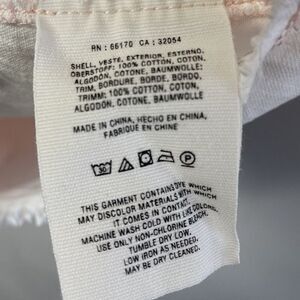 RN : 66170 CA : 32054
SHELL, VESTE, EXTERIOR, ESTERNO,
OBERSTOFF: 100% COTTON, COTON,
ALGODÓN, COTONE, BAUMWOLLE;
TRIM, BORDURE, BORDE, BORDO,
TRIMM: 100% COTTON, COTON,
ALGODÓN, COTONE, BAUMWOLLE
MADE IN CHINA, HECHO EN CHINA,
FABRIQUE EN CHINE
30 P
THIS GARMENT CONTAINS DYE WHICH
MAY DISCOLOR MATERIALS WITH WHICH
IT COMES IN CONTACT.
MACHINE WASH COLD WITH LIKE COLORS.
USE ONLY NON-CHLORINE BLEACH.
TUMBLE DRY LOW.
LOW IRON AS NEEDED.
MAY BE DRY CLEANED.